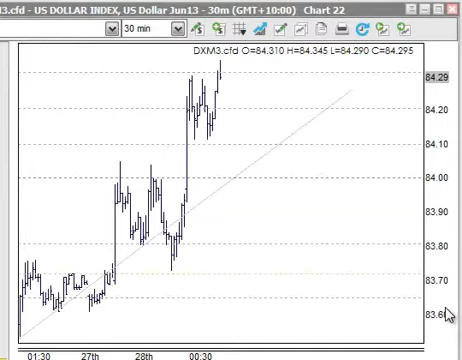 M3.cfd - US DOLLAR INDEX, US Dollar Jun13 - 30m (GMT+10:00) Chart 22
30 min
DXM3.cfd O=84.310 H=84.345 L=84.290 C=84.295
84.29
84.20
84.10
84.00
83.90
83.80
83.70
83.60
01:30 27th 28th 00:30